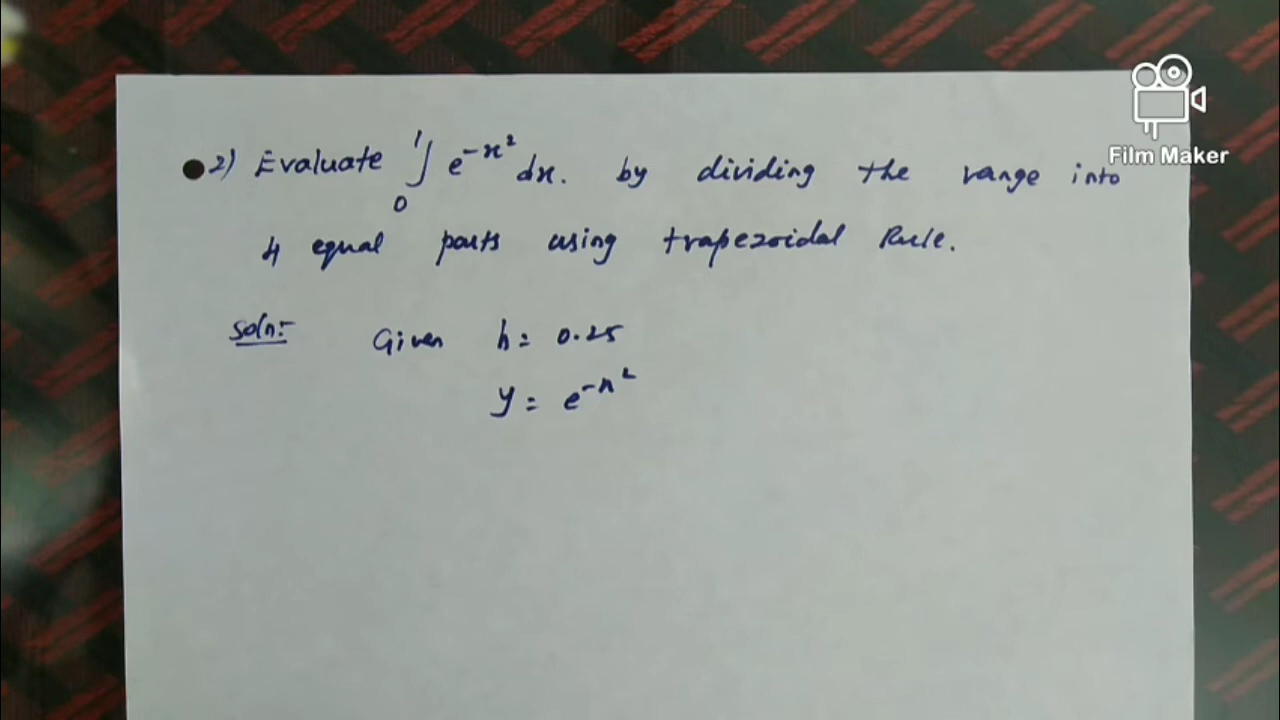 Film Maker
2) Evaluate ∫₀¹ e^{-x²} dx. by dividing the range into
4 equal parts using trapezoidal Rule.
Soln:- Given h = 0.25
y = e^{-x²}